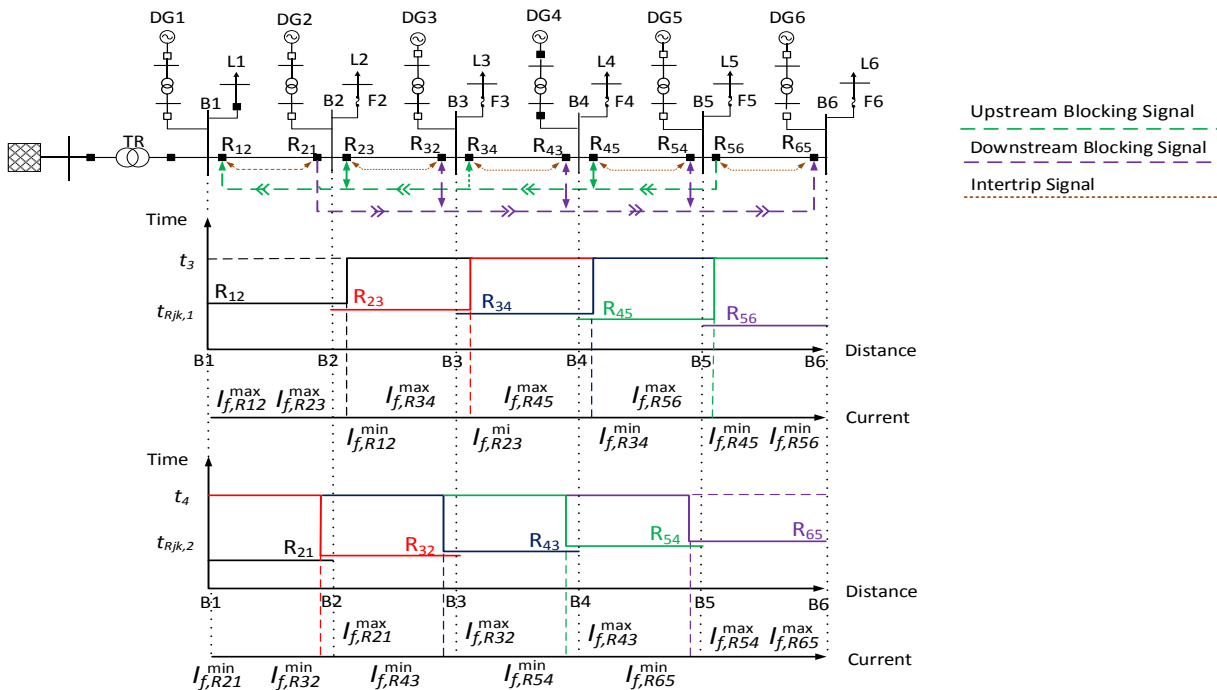 DG1 DG2 DG3 DG4 DG5 DG6
L1 L2 L3 L4 L5 L6
B1 B2 F2 B3 F3 B4 F4 B5 F5 B6 F6
TR R12 R21 R23 R32 R34 R43 R45 R54 R56 R65
Upstream Blocking Signal
Downstream Blocking Signal
Intertrip Signal
Time
t3
R12 R23 R34 R45 R56
tRjk,1
B1 B2 B3 B4 B5 B6 Distance
I f,R12 max I f,R23 max I f,R34 max I f,R45 max I f,R56 max
Current
I f,R12 min I f,R23 mi I f,R34 min I f,R45 min I f,R56 min
Time
t4
tRjk,2
R21 R32 R43 R54 R65
B1 B2 B3 B4 B5 B6 Distance
I f,R21 max I f,R32 max I f,R43 max I f,R54 max I f,R65 max
Current
I f,R21 min I f,R32 min I f,R43 min I f,R54 min I f,R65 min